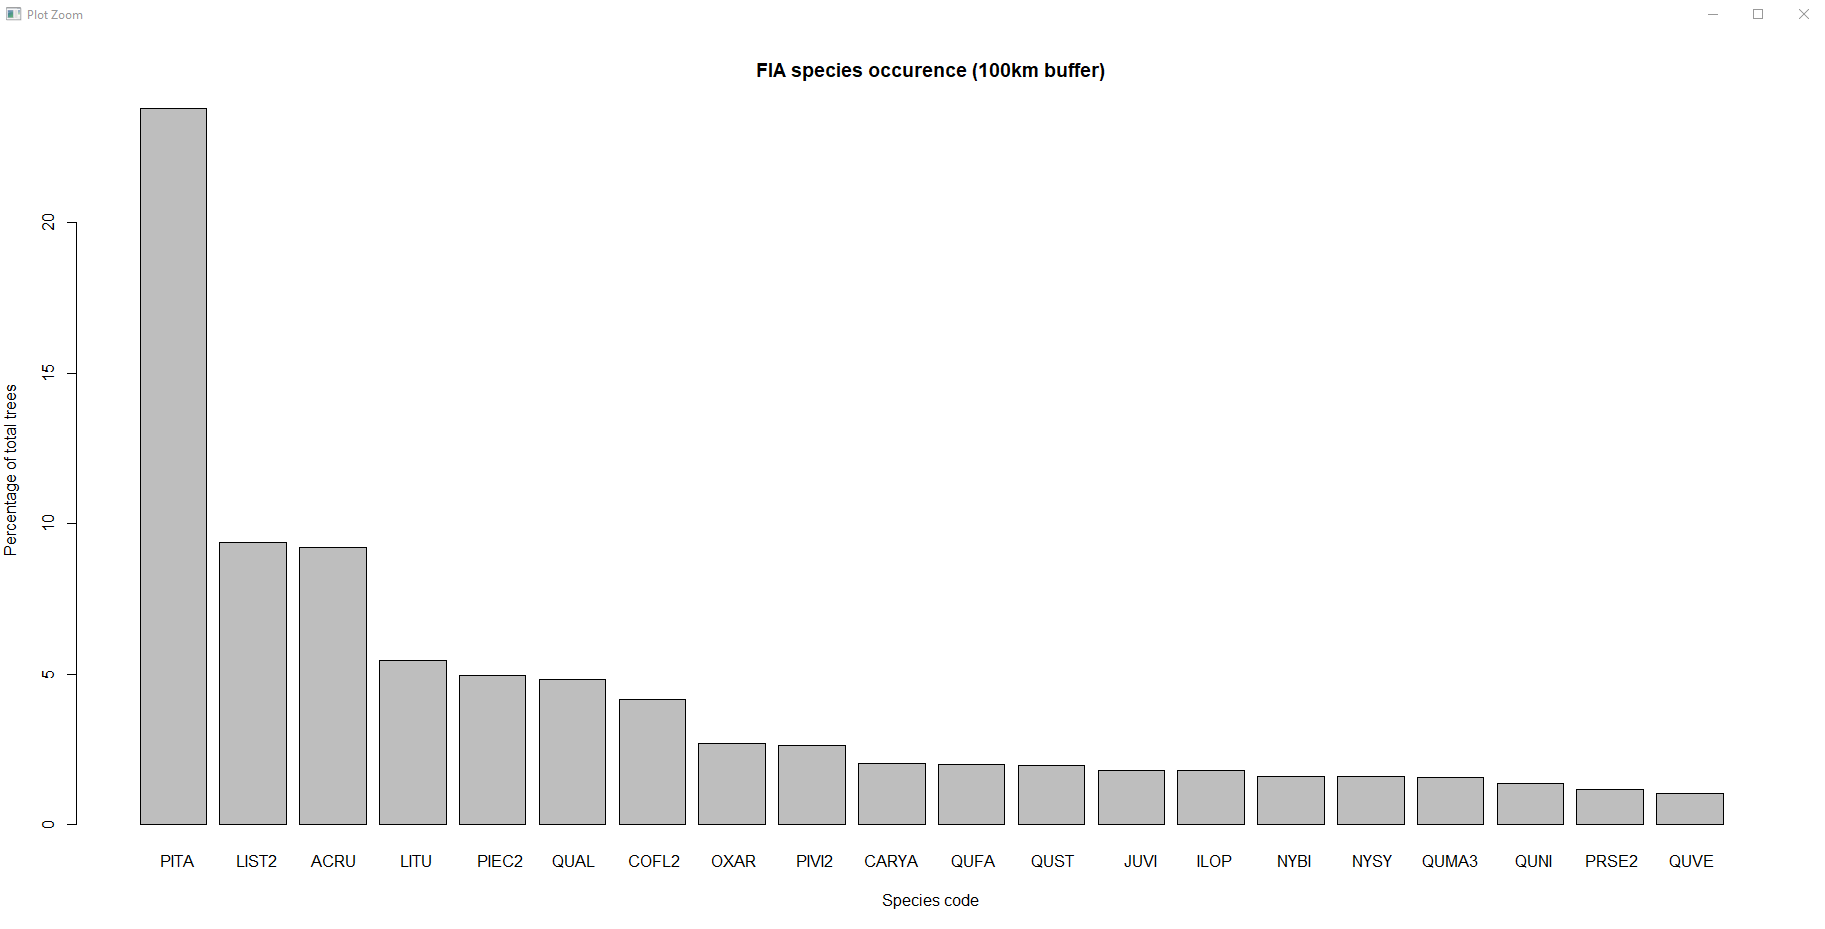 Plot Zoom
FIA species occurence (100km buffer)
Percentage of total trees
20
15
10
5
0
PITA LIST2 ACRU LITU PIEC2 QUAL COFL2 OXAR PIVI2 CARYA QUFA QUST JUVI ILOP NYBI NYSY QUMA3 QUNI PRSE2 QUVE
Species code